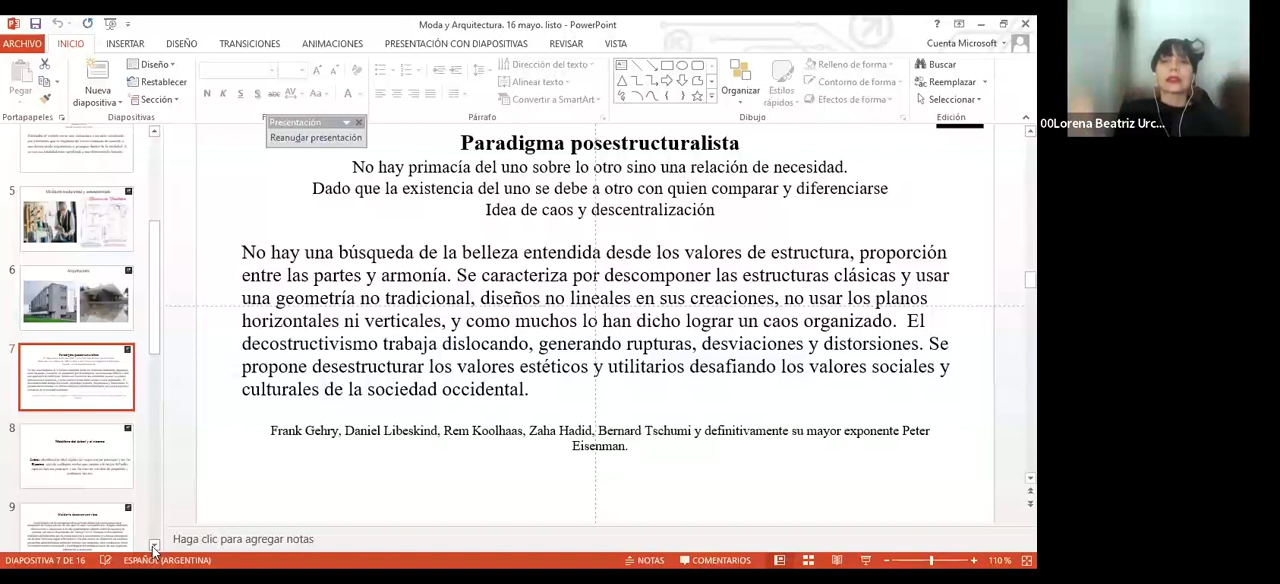 Moda y Arquitectura. 16 mayo. listo - PowerPoint
ARCHIVO INICIO INSERTAR DISEÑO TRANSICIONES ANIMACIONES PRESENTACIÓN CON DIAPOSITIVAS REVISAR VISTA Cuenta Microsoft
Pegar
Nueva diapositiva
Diseño
Restablecer
Sección
Dirección del texto
Alinear texto
Convertir a SmartArt
Organizar
Estilos rápidos
Relleno de forma
Contorno de forma
Efectos de forma
Buscar
Reemplazar
Seleccionar
Portapapeles Diapositivas Párrafo Dibujo Edición
Presentación
Reanudar presentación
00Lorena Beatriz Urc...
5
6
Arquitectura
7
8
9
Paradigma posestructuralista
No hay primacía del uno sobre lo otro sino una relación de necesidad.
Dado que la existencia del uno se debe a otro con quien comparar y diferenciarse
Idea de caos y descentralización
No hay una búsqueda de la belleza entendida desde los valores de estructura, proporción
entre las partes y armonía. Se caracteriza por descomponer las estructuras clásicas y usar
una geometría no tradicional, diseños no lineales en sus creaciones, no usar los planos
horizontales ni verticales, y como muchos lo han dicho lograr un caos organizado. El
decostructivismo trabaja dislocando, generando rupturas, desviaciones y distorsiones. Se
propone desestructurar los valores estéticos y utilitarios desafiando los valores sociales y
culturales de la sociedad occidental.
Frank Gehry, Daniel Libeskind, Rem Koolhaas, Zaha Hadid, Bernard Tschumi y definitivamente su mayor exponente Peter
Eisenman.
Haga clic para agregar notas
DIAPOSITIVA 7 DE 16 ESPAÑOL (ARGENTINA) NOTAS COMENTARIOS 110 %